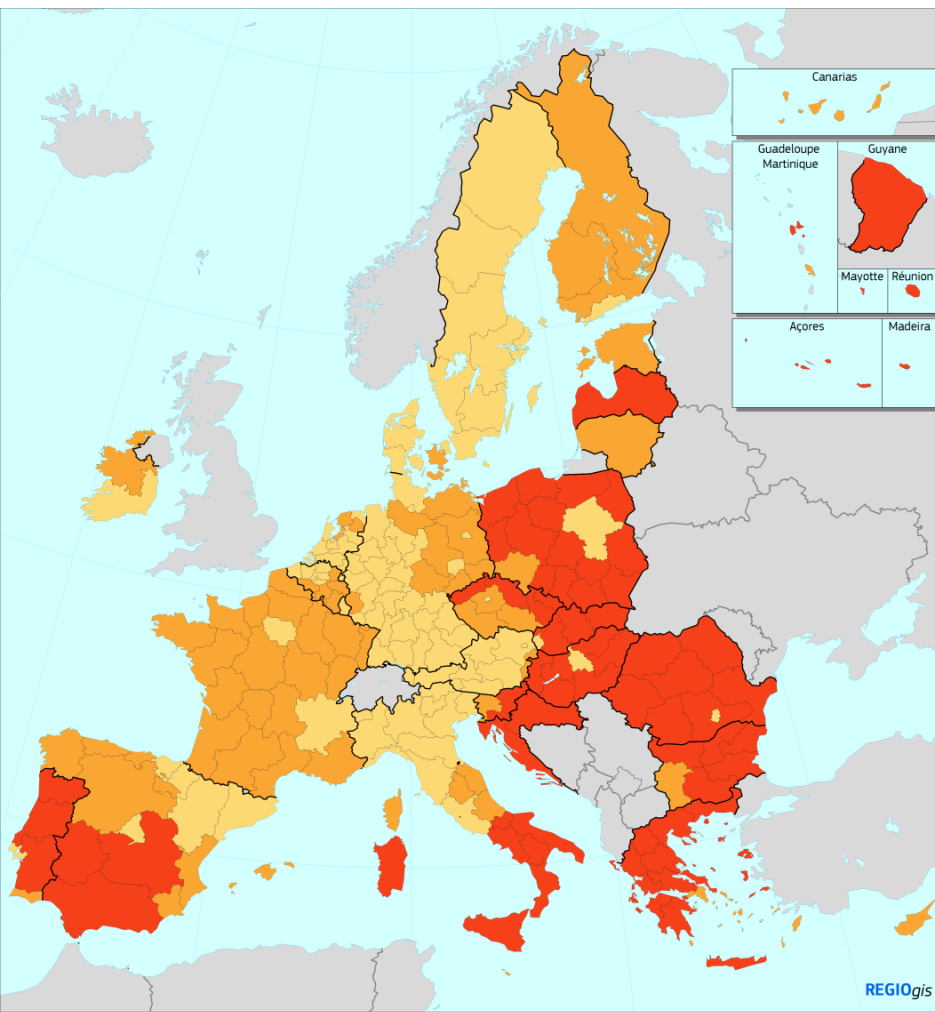 Canarias
Guadeloupe
Martinique
Guyane
Mayotte
Réunion
Açores
Madeira
REGIOgis